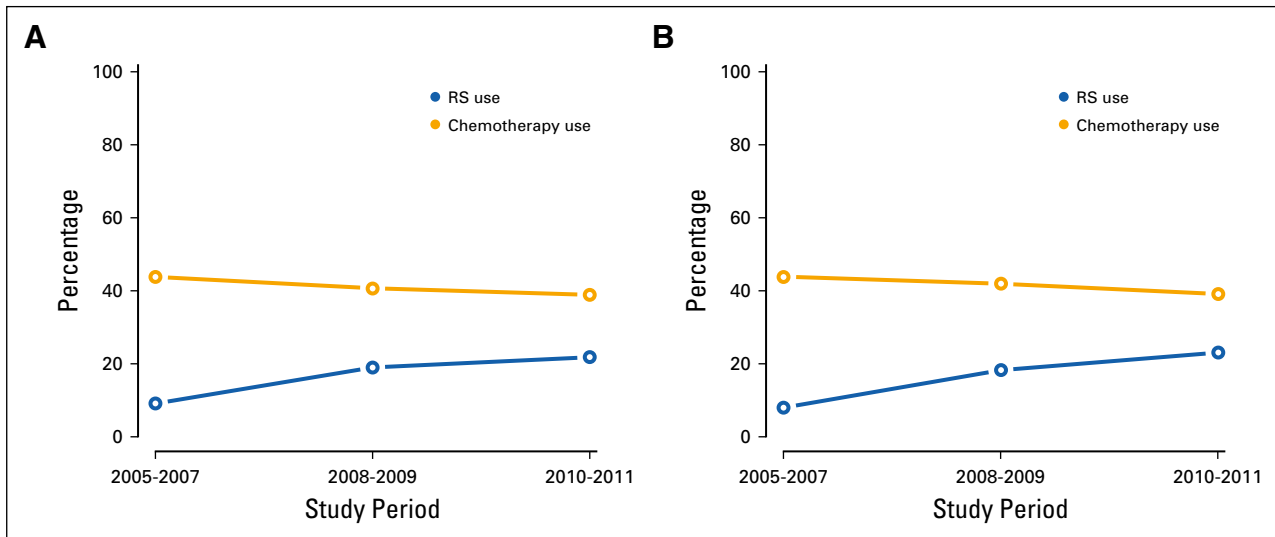 A
100
80
60
40
20
0
Percentage
RS use
Chemotherapy use
2005-2007
2008-2009
2010-2011
Study Period
B
100
80
60
40
20
0
Percentage
RS use
Chemotherapy use
2005-2007
2008-2009
2010-2011
Study Period